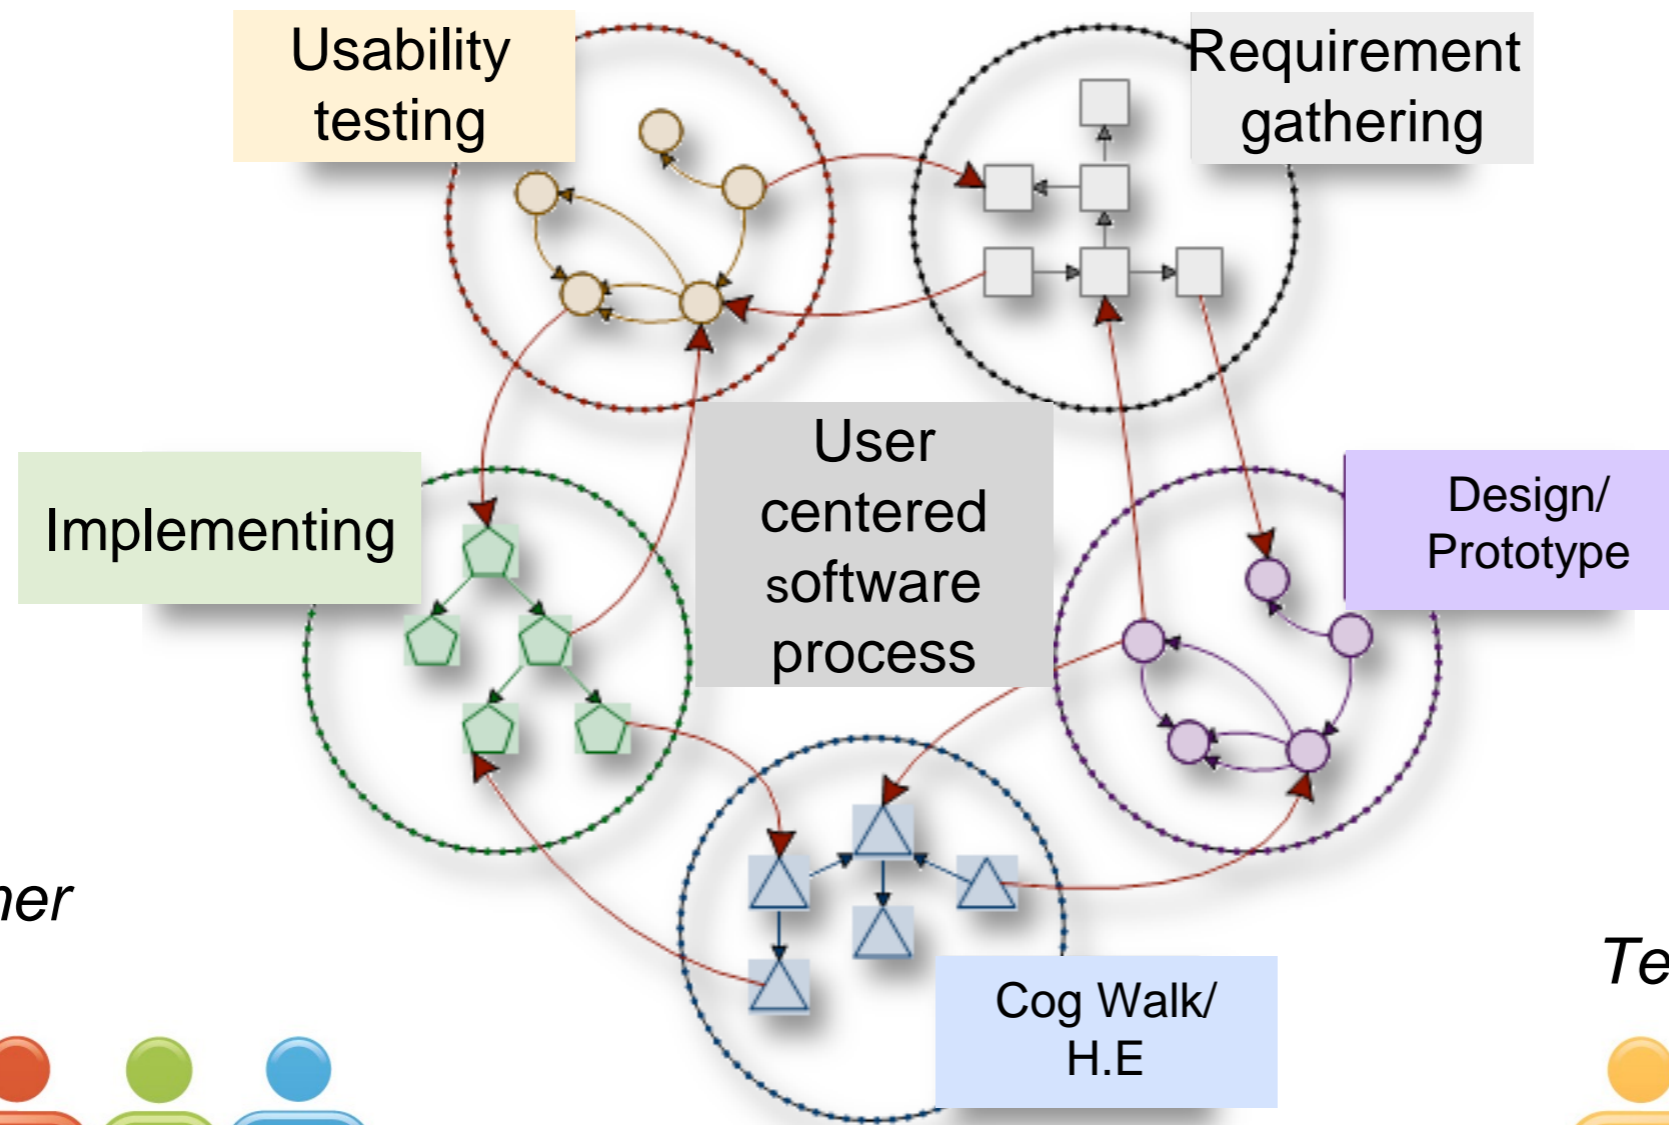 Usability
testing
Requirement
gathering
User
centered
software
process
Implementing
Design/
Prototype
Cog Walk/
H.E